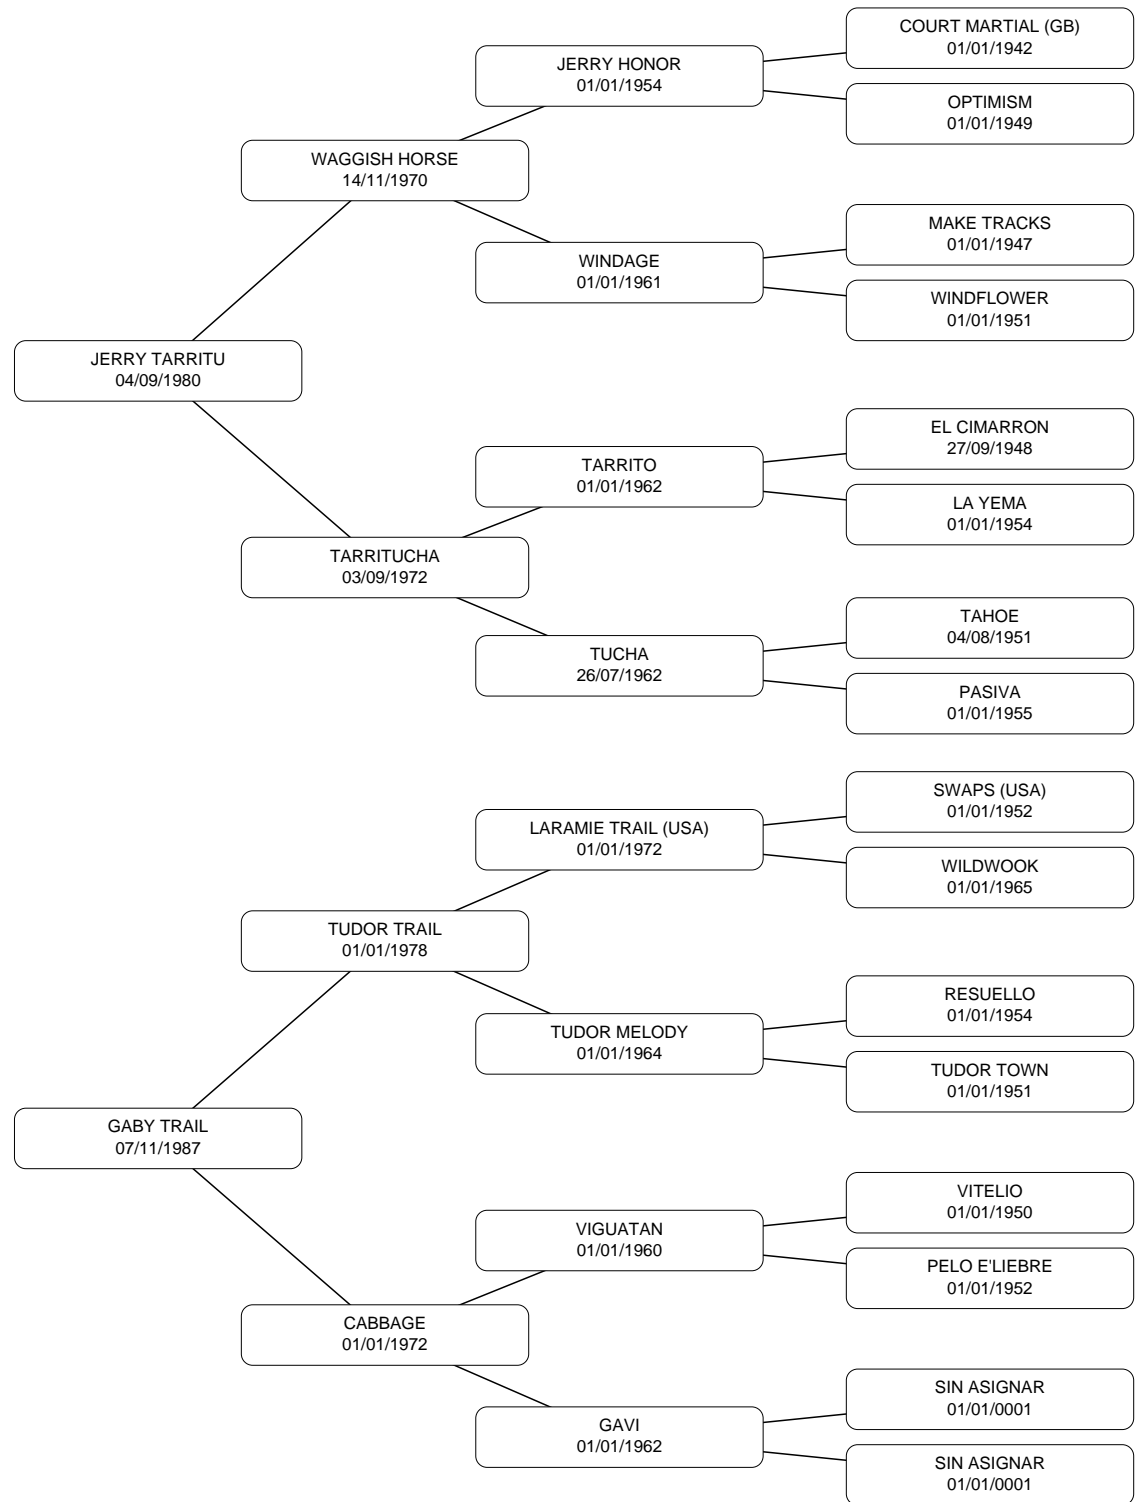 COURT MARTIAL (GB)
01/01/1942
JERRY HONOR
01/01/1954
OPTIMISM
01/01/1949
WAGGISH HORSE
14/11/1970
MAKE TRACKS
01/01/1947
WINDAGE
01/01/1961
WINDFLOWER
01/01/1951
JERRY TARRITU
04/09/1980
EL CIMARRON
27/09/1948
TARRITO
01/01/1962
LA YEMA
01/01/1954
TARRITUCHA
03/09/1972
TAHOE
04/08/1951
TUCHA
26/07/1962
PASIVA
01/01/1955
SWAPS (USA)
01/01/1952
LARAMIE TRAIL (USA)
01/01/1972
WILDWOOK
01/01/1965
TUDOR TRAIL
01/01/1978
RESUELLO
01/01/1954
TUDOR MELODY
01/01/1964
TUDOR TOWN
01/01/1951
GABY TRAIL
07/11/1987
VITELIO
01/01/1950
VIGUATAN
01/01/1960
PELO E'LIEBRE
01/01/1952
CABBAGE
01/01/1972
SIN ASIGNAR
01/01/0001
GAVI
01/01/1962
SIN ASIGNAR
01/01/0001